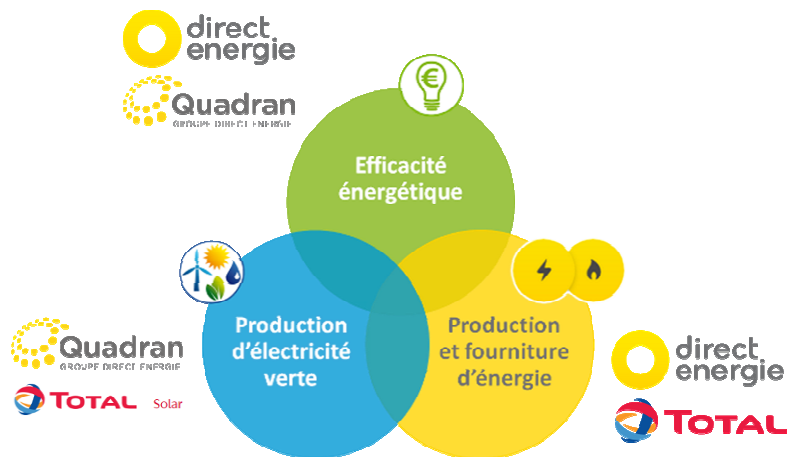 direct
energie
Quadran
GROUPE DIRECT ENERGIE
€
Efficacité
énergétique
Production
d'électricité
verte
Production
et fourniture
d'énergie
Quadran
GROUPE DIRECT ENERGIE
TOTAL Solar
direct
energie
TOTAL